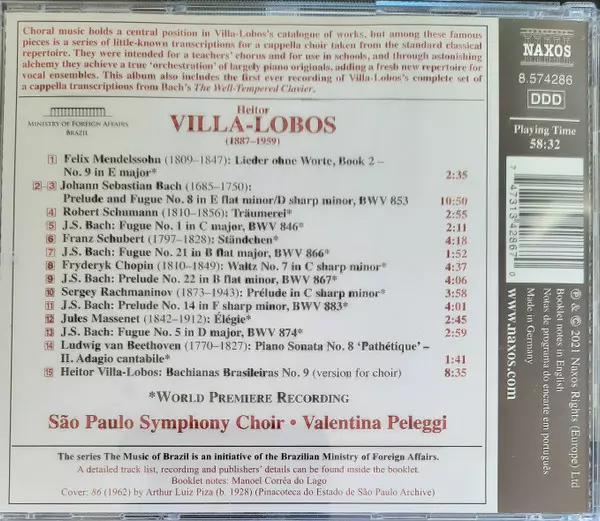 Choral music holds a central position in Villa-Lobos's catalogue of works, but among these famous
pieces is a series of little-known transcriptions for a cappella choir taken from the standard classical
repertoire. They were intended for a teachers' chorus and for use in schools, and through astonishing
alchemy they achieve a true 'orchestration' of largely piano originals, adding a fresh new repertoire for
vocal ensembles. This album also includes the first ever recording of Villa-Lobos's complete set of
a cappella transcriptions from Bach's The Well-Tempered Clavier.
MINISTRY OF FOREIGN AFFAIRS
BRAZIL
Heitor
VILLA-LOBOS
(1887–1959)
1 Felix Mendelssohn (1809–1847): Lieder ohne Worte, Book 2 –
No. 9 in E major* 2:35
2–3 Johann Sebastian Bach (1685–1750):
Prelude and Fugue No. 8 in E flat minor/D sharp minor, BWV 853 10:50
4 Robert Schumann (1810–1856): Träumerei* 2:55
5 J.S. Bach: Fugue No. 1 in C major, BWV 846* 2:11
6 Franz Schubert (1797–1828): Ständchen* 4:18
7 J.S. Bach: Fugue No. 21 in B flat major, BWV 866* 1:52
8 Fryderyk Chopin (1810–1849): Waltz No. 7 in C sharp minor* 4:37
9 J.S. Bach: Prelude No. 22 in B flat minor, BWV 867* 4:06
10 Sergey Rachmaninov (1873–1943): Prélude in C sharp minor* 3:58
11 J.S. Bach: Prelude No. 14 in F sharp minor, BWV 883* 4:01
12 Jules Massenet (1842–1912): Élégie* 2:45
13 J.S. Bach: Fugue No. 5 in D major, BWV 874* 2:59
14 Ludwig van Beethoven (1770–1827): Piano Sonata No. 8 'Pathétique' –
II. Adagio cantabile* 1:41
15 Heitor Villa-Lobos: Bachianas Brasileiras No. 9 (version for choir) 8:35
*WORLD PREMIERE RECORDING
São Paulo Symphony Choir • Valentina Peleggi
The series The Music of Brazil is an initiative of the Brazilian Ministry of Foreign Affairs.
A detailed track list, recording and publishers' details can be found inside the booklet.
Booklet notes: Manoel Corrêa do Lago
Cover: 86 (1962) by Arthur Luiz Piza (b. 1928) (Pinacoteca do Estado de São Paulo Archive)
NAXOS
8.574286
DDD
Playing Time
58:32
7 47313 42867 0
℗ & © 2021 Naxos Rights (Europe) Ltd
Booklet notes in English
Notas de programa do encarte em português
Made in Germany
www.naxos.com